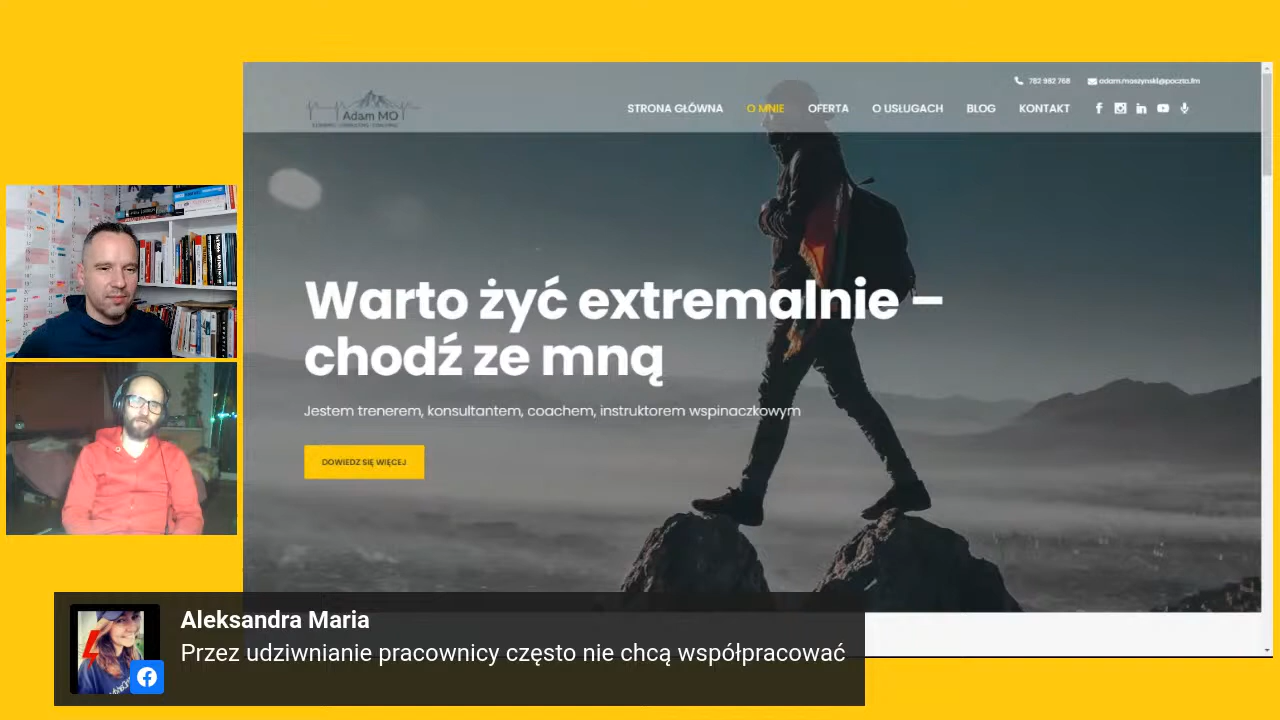 782 982 768
adam.moszynski@poczta.fm
Adam MO
STRONA GŁÓWNA
O MNIE
OFERTA
O USŁUGACH
BLOG
KONTAKT
Warto żyć extremalnie –
chodź ze mną
Jestem trenerem, konsultantem, coachem, instruktorem wspinaczkowym
DOWIEDZ SIĘ WIĘCEJ
Aleksandra Maria
Przez udziwnianie pracownicy często nie chcą współpracować